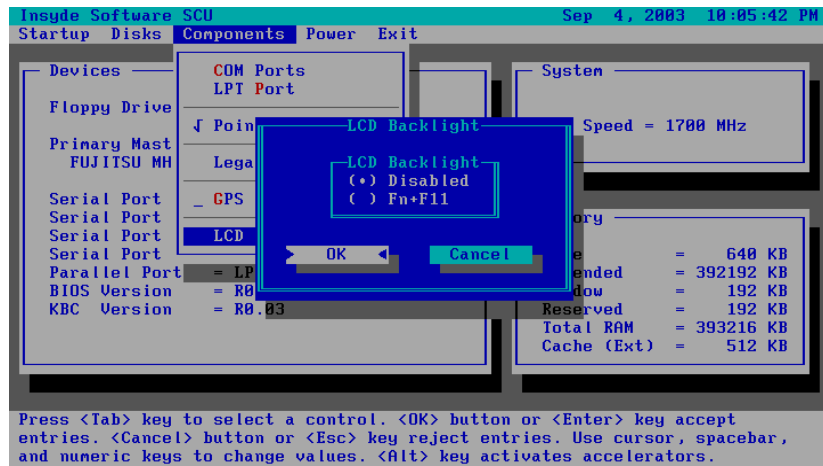 Insyde Software SCU Sep 4, 2003 10:05:42 PM
Startup Disks Components Power Exit
Devices
Floppy Drive
Primary Mast
FUJITSU MH
Serial Port
Serial Port
Serial Port
Serial Port
Parallel Port = LP
BIOS Version = R0
KBC Version = R0.03
COM Ports
LPT Port
√ Poin
Lega
_ GPS
LCD
LCD Backlight
LCD Backlight
(•) Disabled
( ) Fn+F11
OK Cancel
System
Speed = 1700 MHz
ory
e = 640 KB
ended = 392192 KB
dow = 192 KB
Reserved = 192 KB
Total RAM = 393216 KB
Cache (Ext) = 512 KB
Press <Tab> key to select a control. <OK> button or <Enter> key accept
entries. <Cancel> button or <Esc> key reject entries. Use cursor, spacebar,
and numeric keys to change values. <Alt> key activates accelerators.